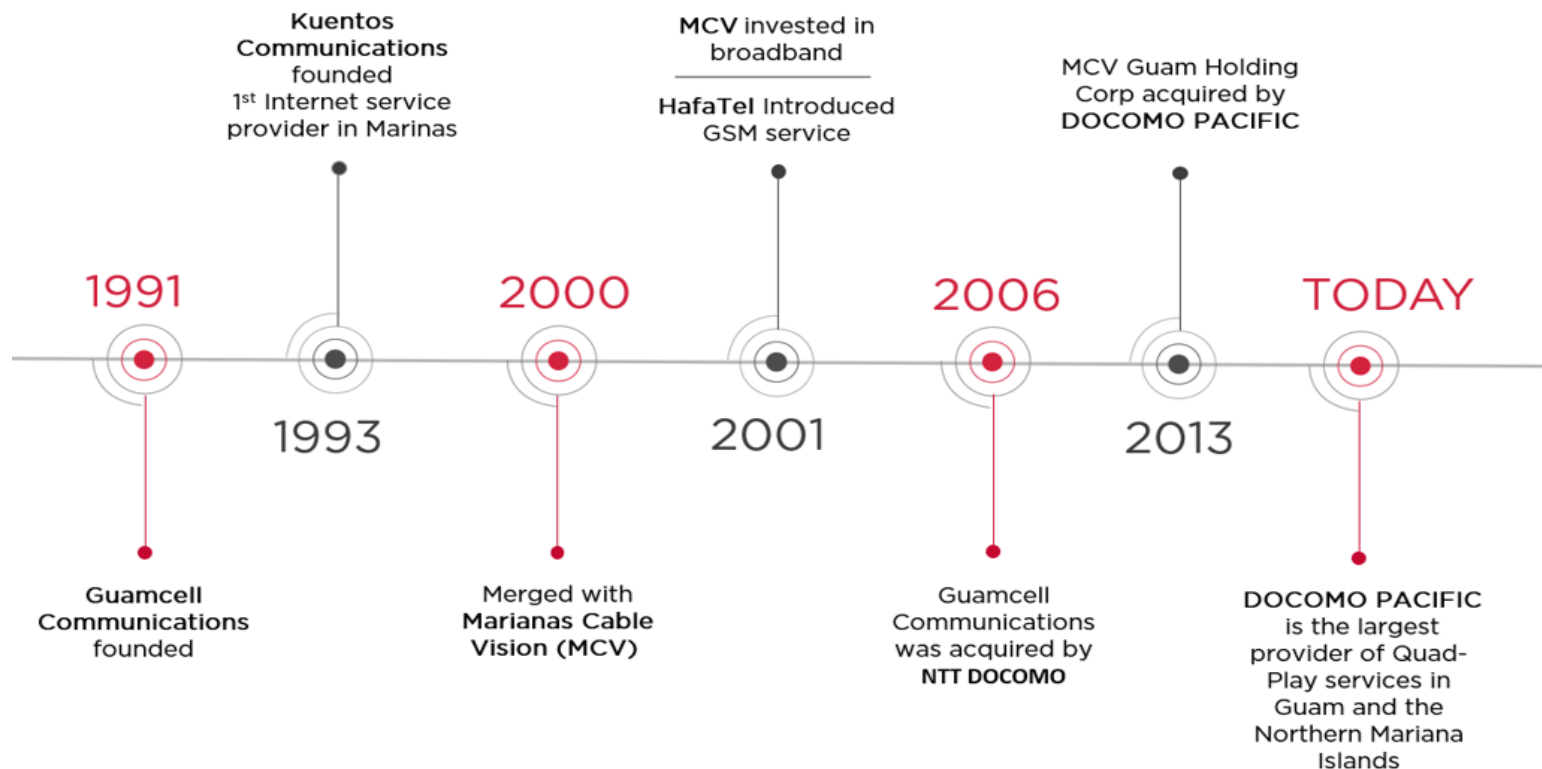 Kuentos
Communications
founded
1st Internet service
provider in Marinas
MCV invested in
broadband
HafaTel Introduced
GSM service
MCV Guam Holding
Corp acquired by
DOCOMO PACIFIC
1991
2000
2006
TODAY
1993
2001
2013
Guamcell
Communications
founded
Merged with
Marianas Cable
Vision (MCV)
Guamcell
Communications
was acquired by
NTT DOCOMO
DOCOMO PACIFIC
is the largest
provider of Quad-
Play services in
Guam and the
Northern Mariana
Islands